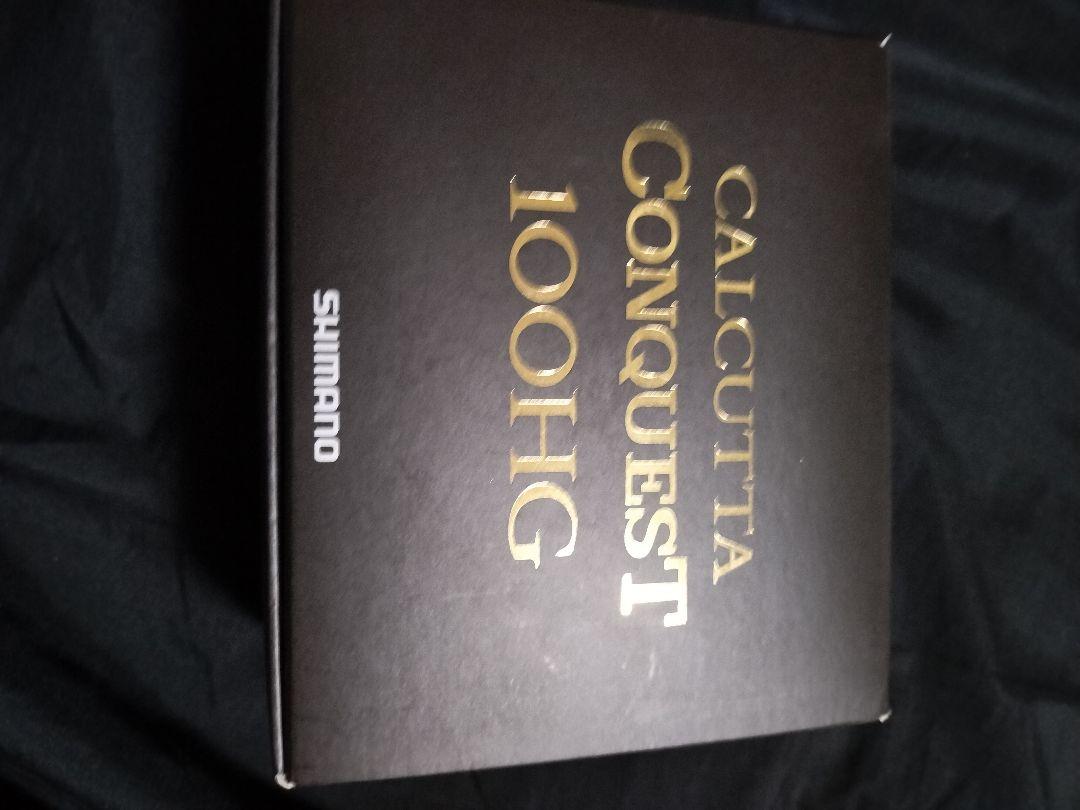 CALCUTTA
CONQUEST
100HG
SHIMANO